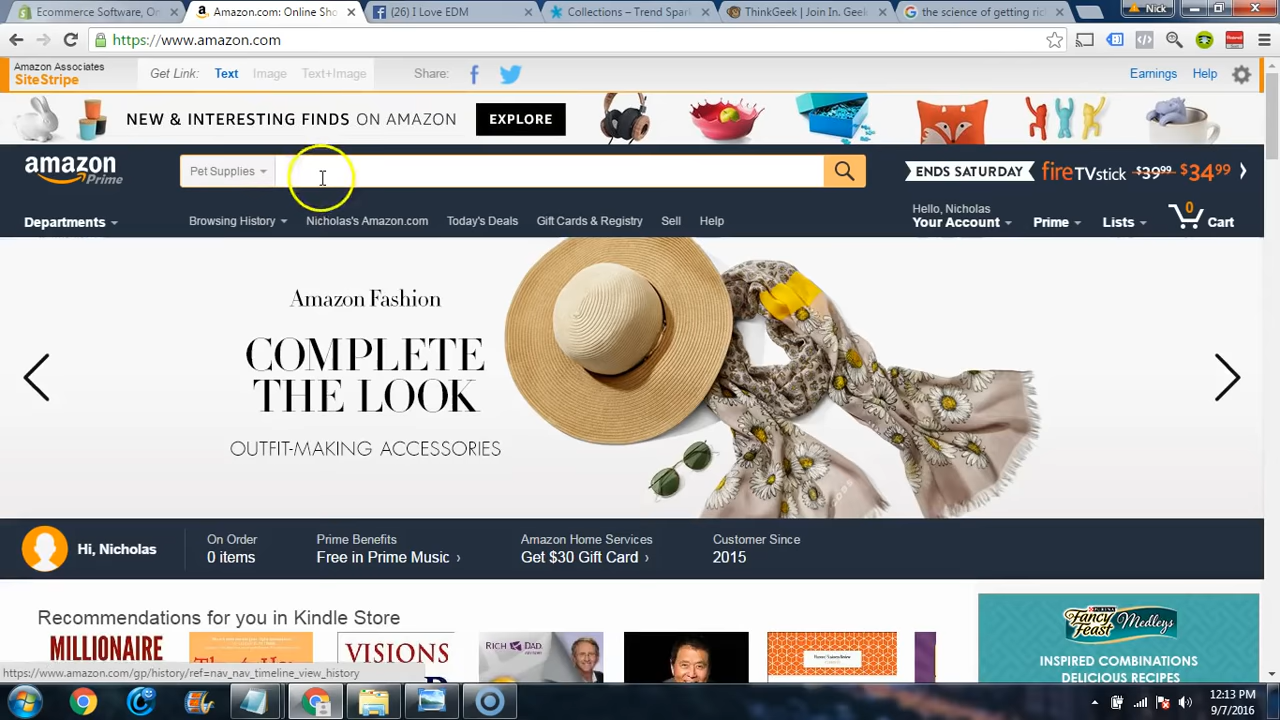 Ecommerce Software, On
Amazon.com: Online Sho
(26) I Love EDM
Collections – Trend Spar
ThinkGeek | Join In. Geek
the science of getting ric
Nick
https://www.amazon.com
Amazon Associates
SiteStripe
Get Link: Text Image Text+Image
Share:
Earnings Help
NEW & INTERESTING FINDS ON AMAZON
EXPLORE
amazon
Prime
Pet Supplies
ENDS SATURDAY
fireTVstick $39.99 $34.99
Departments
Browsing History
Nicholas's Amazon.com
Today's Deals
Gift Cards & Registry
Sell
Help
Hello, Nicholas
Your Account
Prime
Lists
0
Cart
Amazon Fashion
COMPLETE
THE LOOK
OUTFIT-MAKING ACCESSORIES
Hi, Nicholas
On Order
0 items
Prime Benefits
Free in Prime Music ›
Amazon Home Services
Get $30 Gift Card ›
Customer Since
2015
Recommendations for you in Kindle Store
MILLIONAIRE
VISIONS
RICH DAD
ADVISORS
PURINA
Fancy Feast
Medleys
INSPIRED COMBINATIONS
DELICIOUS RECIPES
https://www.amazon.com/gp/history/ref=nav_nav_timeline_view_history
12:13 PM
9/7/2016